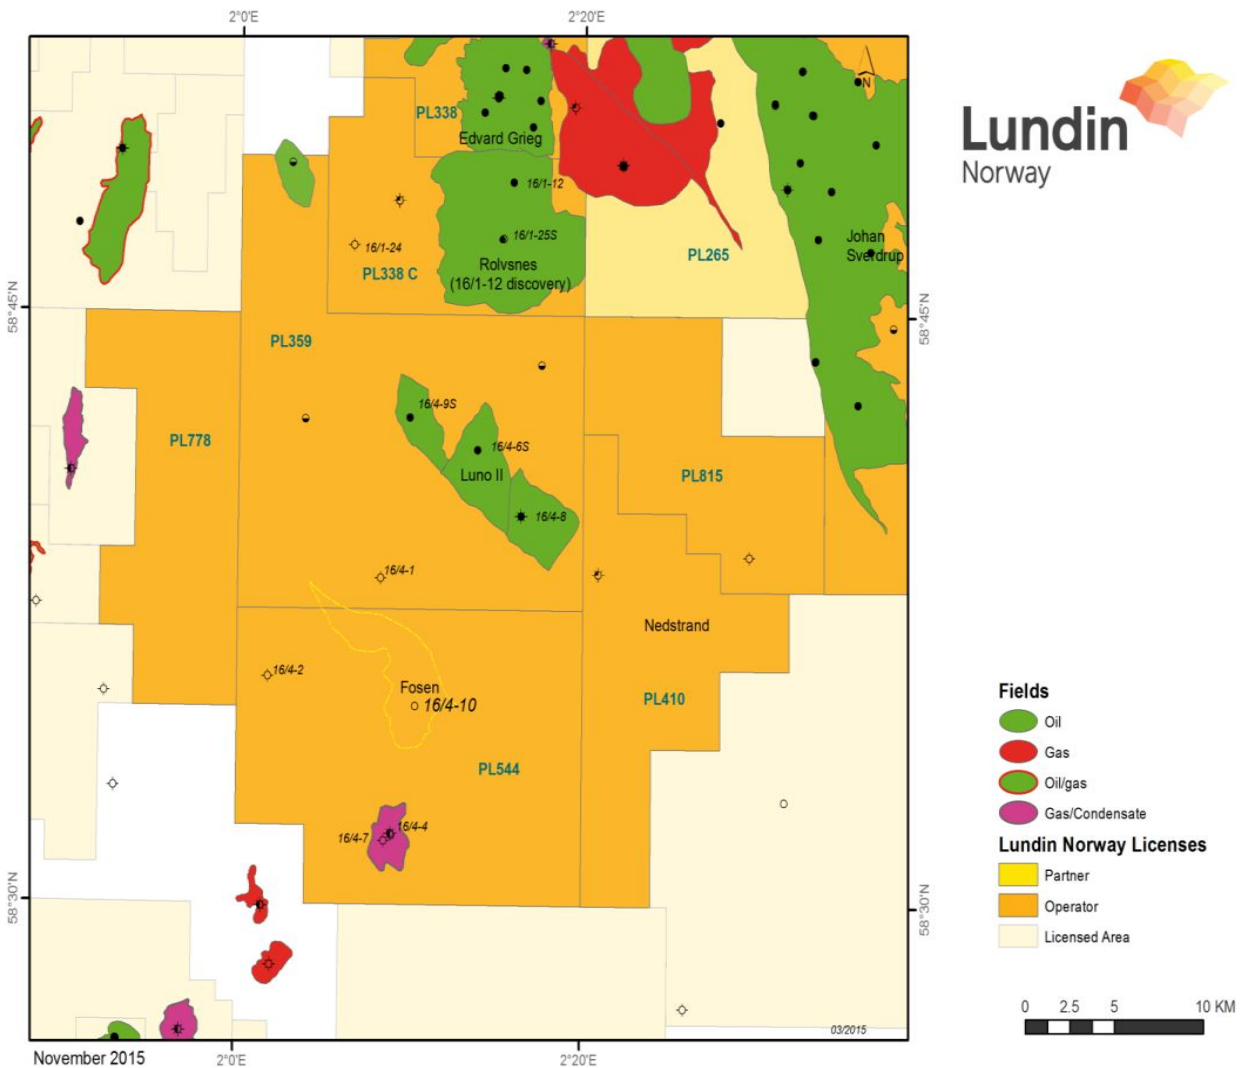 2°0'E
2°20'E
Lundin
Norway
N
PL338
Edvard Grieg
16/1-12
16/1-24
16/1-25S
PL338 C
Rolvsnes
(16/1-12 discovery)
PL265
Johan
Sverdrup
58°45'N
58°45'N
PL359
16/4-9S
PL778
16/4-6S
Luno II
PL815
16/4-8
16/4-1
Nedstrand
16/4-2
Fosen
16/4-10
PL410
PL544
16/4-7
16/4-4
58°30'N
58°30'N
Fields
Oil
Gas
Oil/gas
Gas/Condensate
Lundin Norway Licenses
Partner
Operator
Licensed Area
0 2.5 5 10 KM
03/2015
November 2015
2°0'E
2°20'E